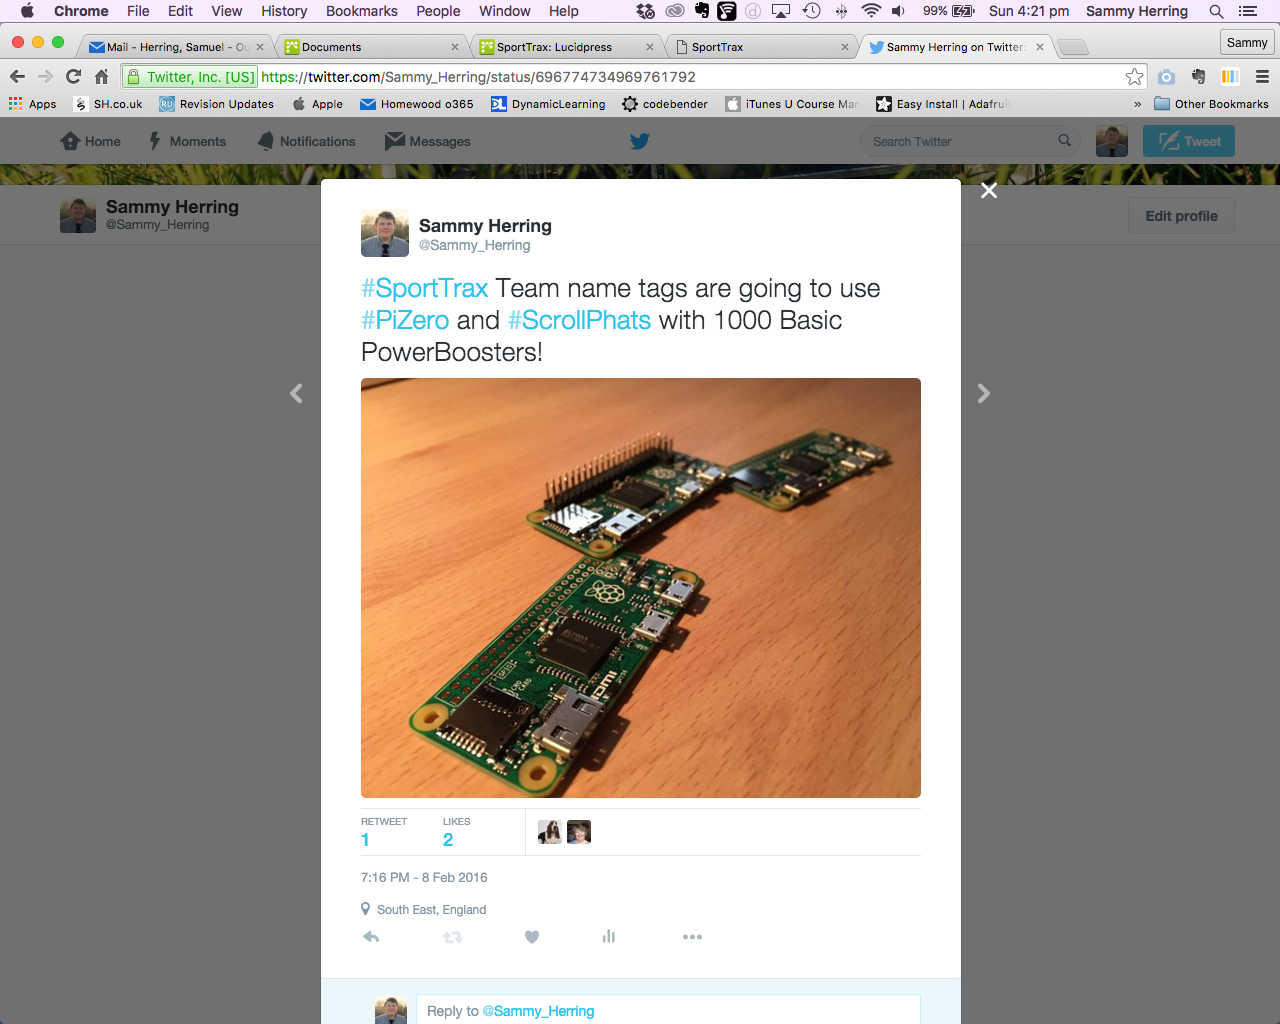 Chrome File Edit View History Bookmarks People Window Help 99% Sun 4:21 pm Sammy Herring
Mail - Herring, Samuel - Ou
Documents
SportTrax: Lucidpress
SportTrax
Sammy Herring on Twitter:
Sammy
Twitter, Inc. [US] https://twitter.com/Sammy_Herring/status/696774734969761792
Apps SH.co.uk Revision Updates Apple Homewood o365 DynamicLearning codebender iTunes U Course Man Easy Install | Adafruit » Other Bookmarks
Home Moments Notifications Messages Search Twitter Tweet
Sammy Herring
@Sammy_Herring
Edit profile
Sammy Herring
@Sammy_Herring
#SportTrax Team name tags are going to use
#PiZero and #ScrollPhats with 1000 Basic
PowerBoosters!
GPIO
HDMI
RETWEET
1
LIKES
2
7:16 PM - 8 Feb 2016
South East, England
Reply to @Sammy_Herring